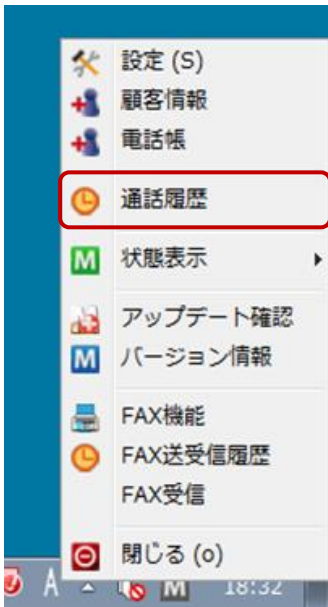 設定 (S)
顧客情報
電話帳
通話履歴
M 状態表示
アップデート確認
M バージョン情報
FAX機能
FAX送受信履歴
FAX受信
閉じる (o)
A M 18:32